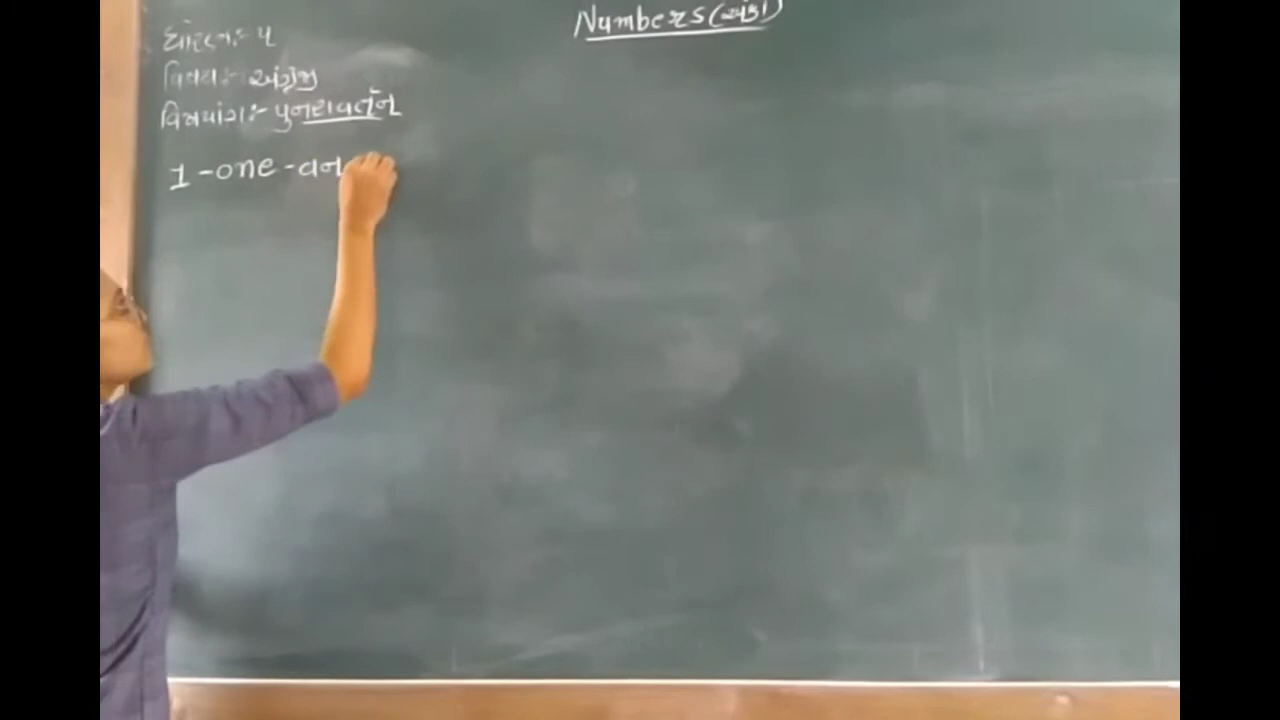 Numbers (અંકો)
ધોરણ :- ૫
વિષય :- અંગ્રેજી
વિષયાંગ :- પુનરાવર્તન
1 - one - વન